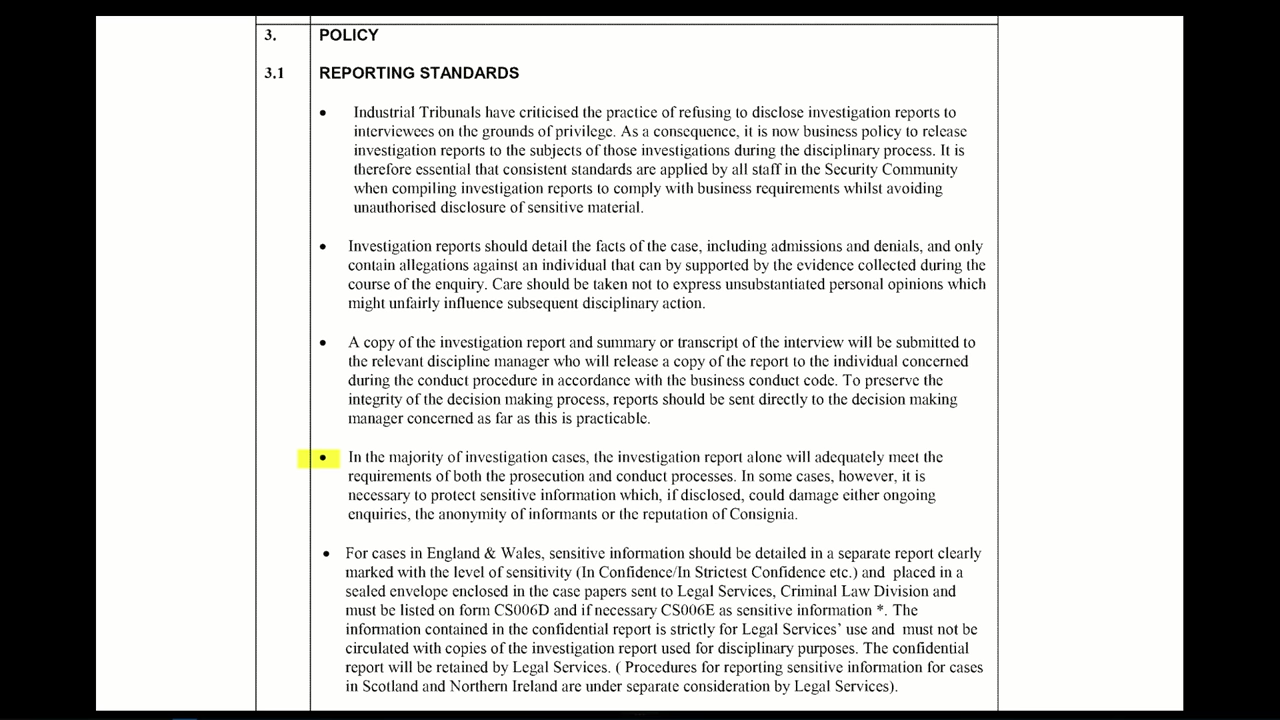 3. POLICY
3.1 REPORTING STANDARDS
• Industrial Tribunals have criticised the practice of refusing to disclose investigation reports to
interviewees on the grounds of privilege. As a consequence, it is now business policy to release
investigation reports to the subjects of those investigations during the disciplinary process. It is
therefore essential that consistent standards are applied by all staff in the Security Community
when compiling investigation reports to comply with business requirements whilst avoiding
unauthorised disclosure of sensitive material.
• Investigation reports should detail the facts of the case, including admissions and denials, and only
contain allegations against an individual that can by supported by the evidence collected during the
course of the enquiry. Care should be taken not to express unsubstantiated personal opinions which
might unfairly influence subsequent disciplinary action.
• A copy of the investigation report and summary or transcript of the interview will be submitted to
the relevant discipline manager who will release a copy of the report to the individual concerned
during the conduct procedure in accordance with the business conduct code. To preserve the
integrity of the decision making process, reports should be sent directly to the decision making
manager concerned as far as this is practicable.
• In the majority of investigation cases, the investigation report alone will adequately meet the
requirements of both the prosecution and conduct processes. In some cases, however, it is
necessary to protect sensitive information which, if disclosed, could damage either ongoing
enquiries, the anonymity of informants or the reputation of Consignia.
• For cases in England & Wales, sensitive information should be detailed in a separate report clearly
marked with the level of sensitivity (In Confidence/In Strictest Confidence etc.) and placed in a
sealed envelope enclosed in the case papers sent to Legal Services, Criminal Law Division and
must be listed on form CS006D and if necessary CS006E as sensitive information *. The
information contained in the confidential report is strictly for Legal Services' use and must not be
circulated with copies of the investigation report used for disciplinary purposes. The confidential
report will be retained by Legal Services. ( Procedures for reporting sensitive information for cases
in Scotland and Northern Ireland are under separate consideration by Legal Services).